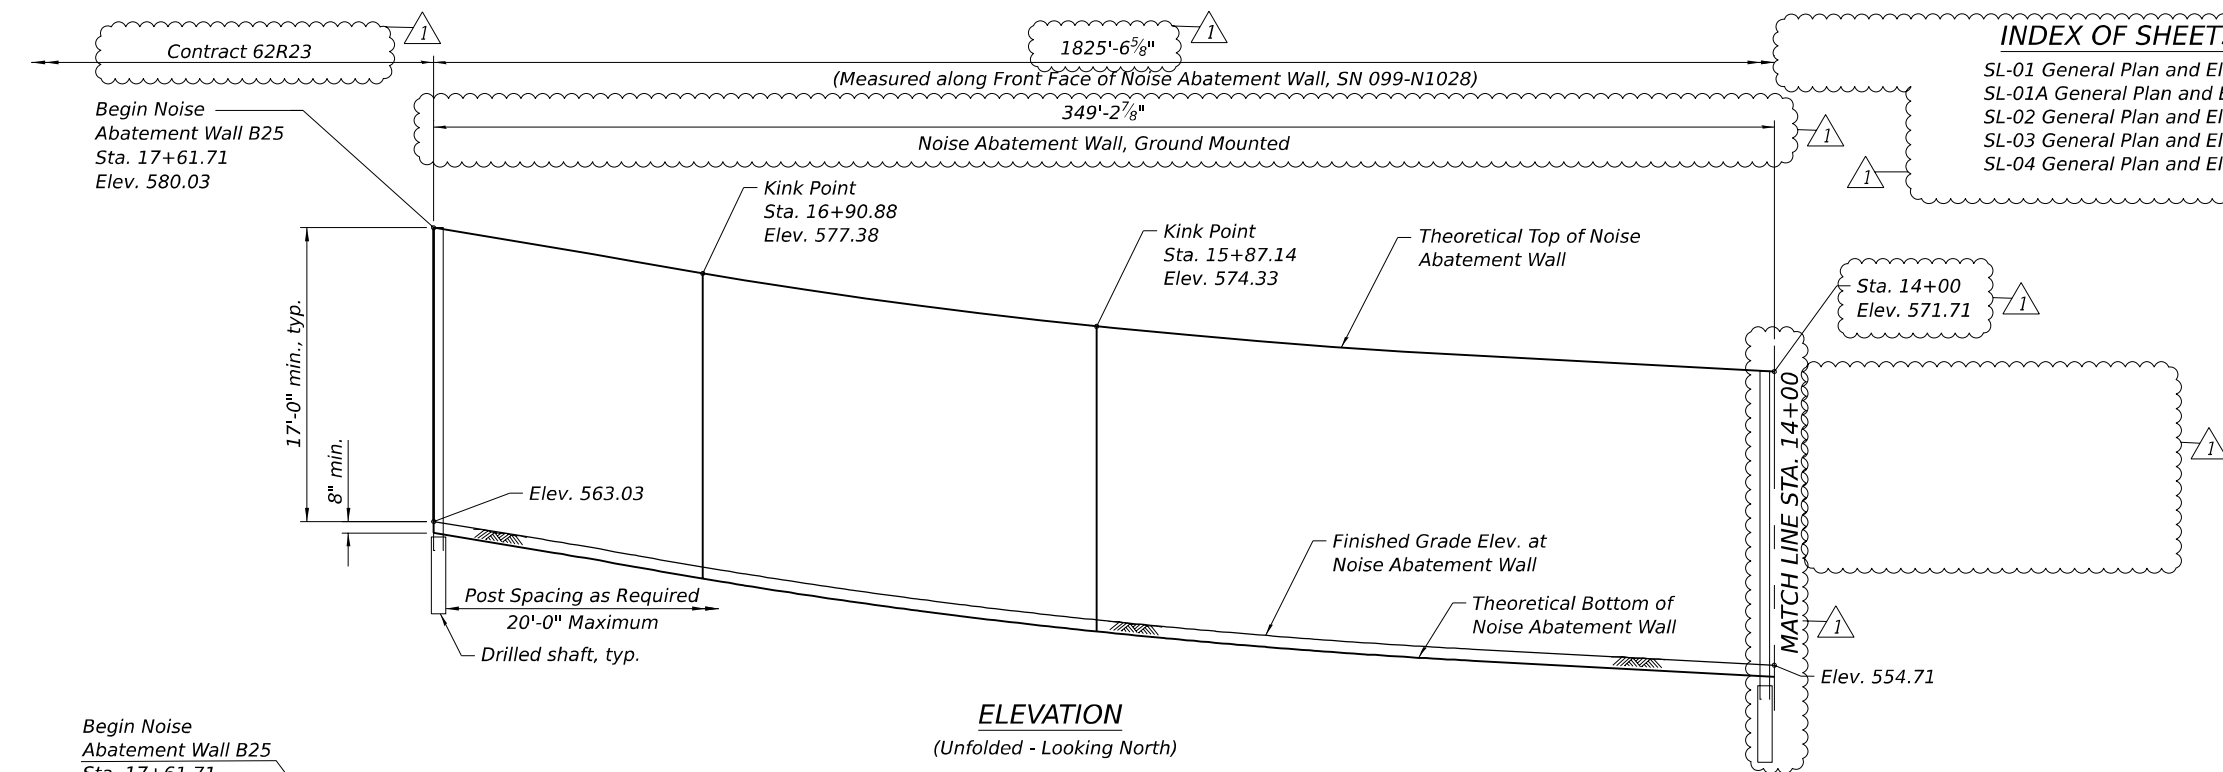 Contract 62R23
1
1825'-6⅝"
1
(Measured along Front Face of Noise Abatement Wall, SN 099-N1028)
349'-2⅞"
Noise Abatement Wall, Ground Mounted
1
INDEX OF SHEETS
SL-01 General Plan and El
SL-01A General Plan and E
SL-02 General Plan and El
SL-03 General Plan and El
SL-04 General Plan and El
1
Begin Noise
Abatement Wall B25
Sta. 17+61.71
Elev. 580.03
Kink Point
Sta. 16+90.88
Elev. 577.38
Kink Point
Sta. 15+87.14
Elev. 574.33
Theoretical Top of Noise
Abatement Wall
Sta. 14+00
Elev. 571.71
1
17'-0" min., typ.
8" min.
Elev. 563.03
MATCH LINE STA. 14+00
1
Finished Grade Elev. at
Noise Abatement Wall
Post Spacing as Required
20'-0" Maximum
Theoretical Bottom of
Noise Abatement Wall
1
Drilled shaft, typ.
Elev. 554.71
ELEVATION
(Unfolded - Looking North)
Begin Noise
Abatement Wall B25
Sta. 17+61.71